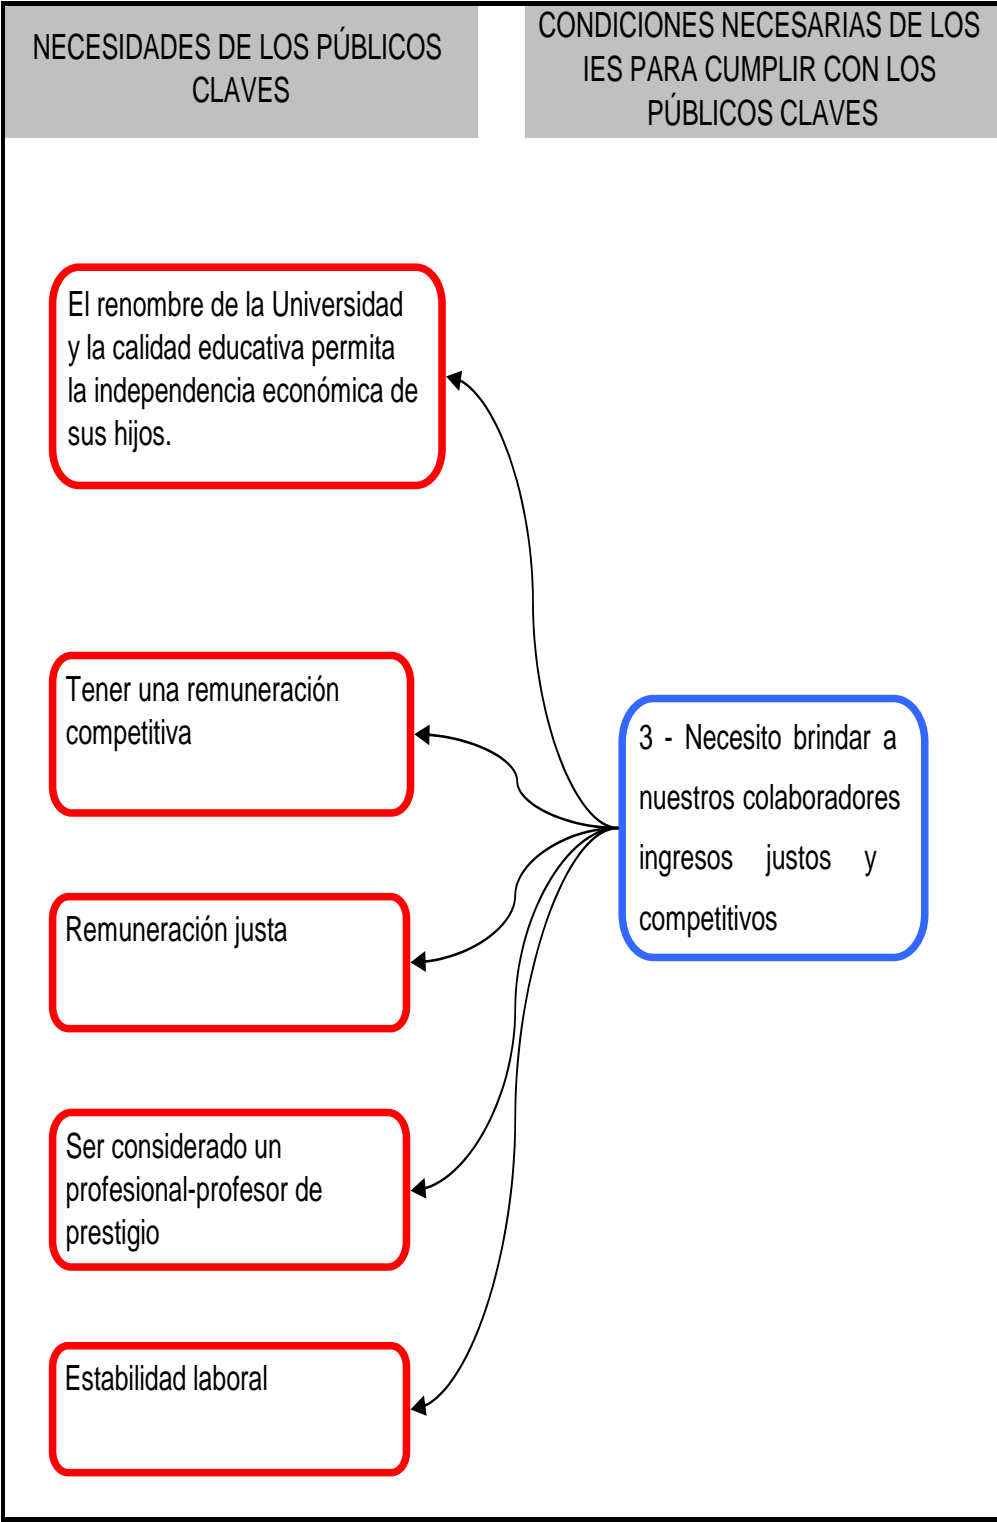 NECESIDADES DE LOS PÚBLICOS
CLAVES
CONDICIONES NECESARIAS DE LOS
IES PARA CUMPLIR CON LOS
PÚBLICOS CLAVES
El renombre de la Universidad
y la calidad educativa permita
la independencia económica de
sus hijos.
Tener una remuneración
competitiva
Remuneración justa
Ser considerado un
profesional-profesor de
prestigio
Estabilidad laboral
3 - Necesito brindar a
nuestros colaboradores
ingresos justos y
competitivos